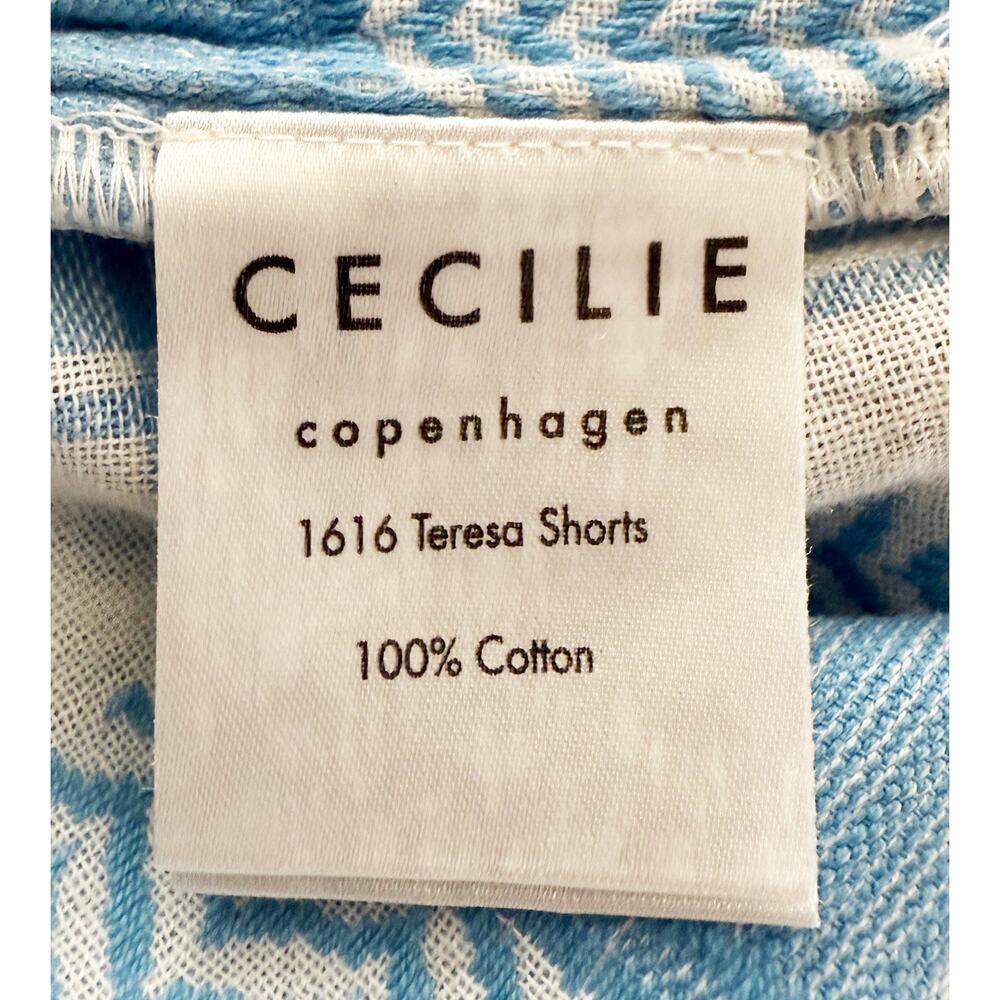 CECILIE
copenhagen
1616 Teresa Shorts
100% Cotton